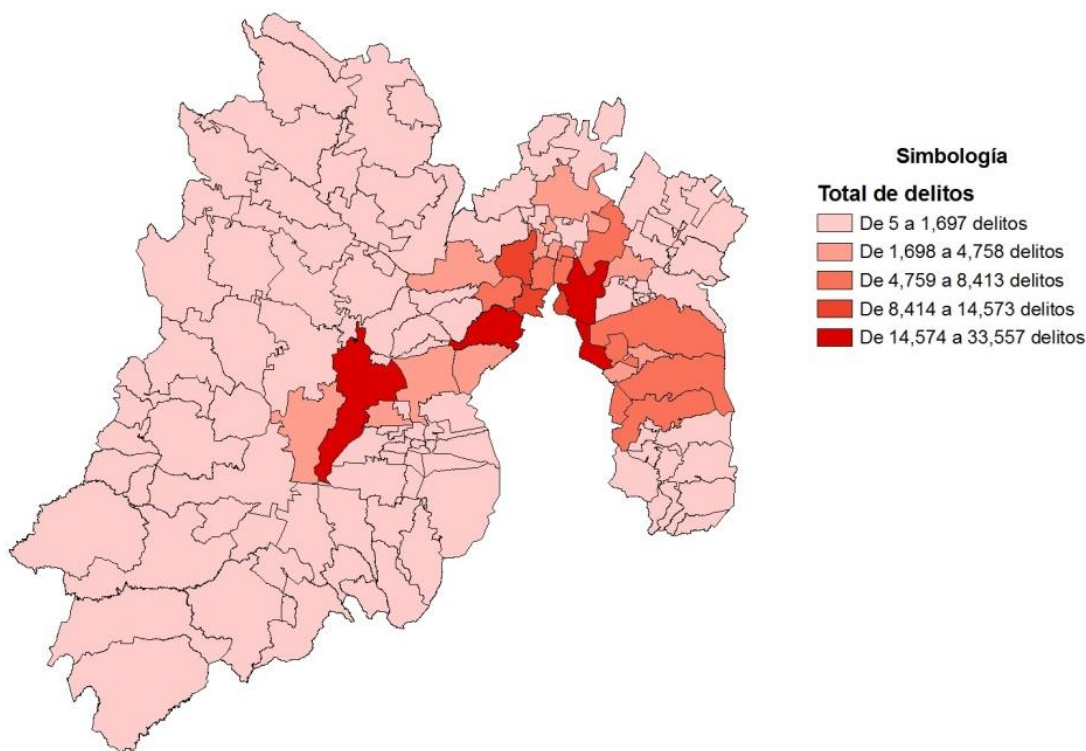 Simbología
Total de delitos
De 5 a 1,697 delitos
De 1,698 a 4,758 delitos
De 4,759 a 8,413 delitos
De 8,414 a 14,573 delitos
De 14,574 a 33,557 delitos